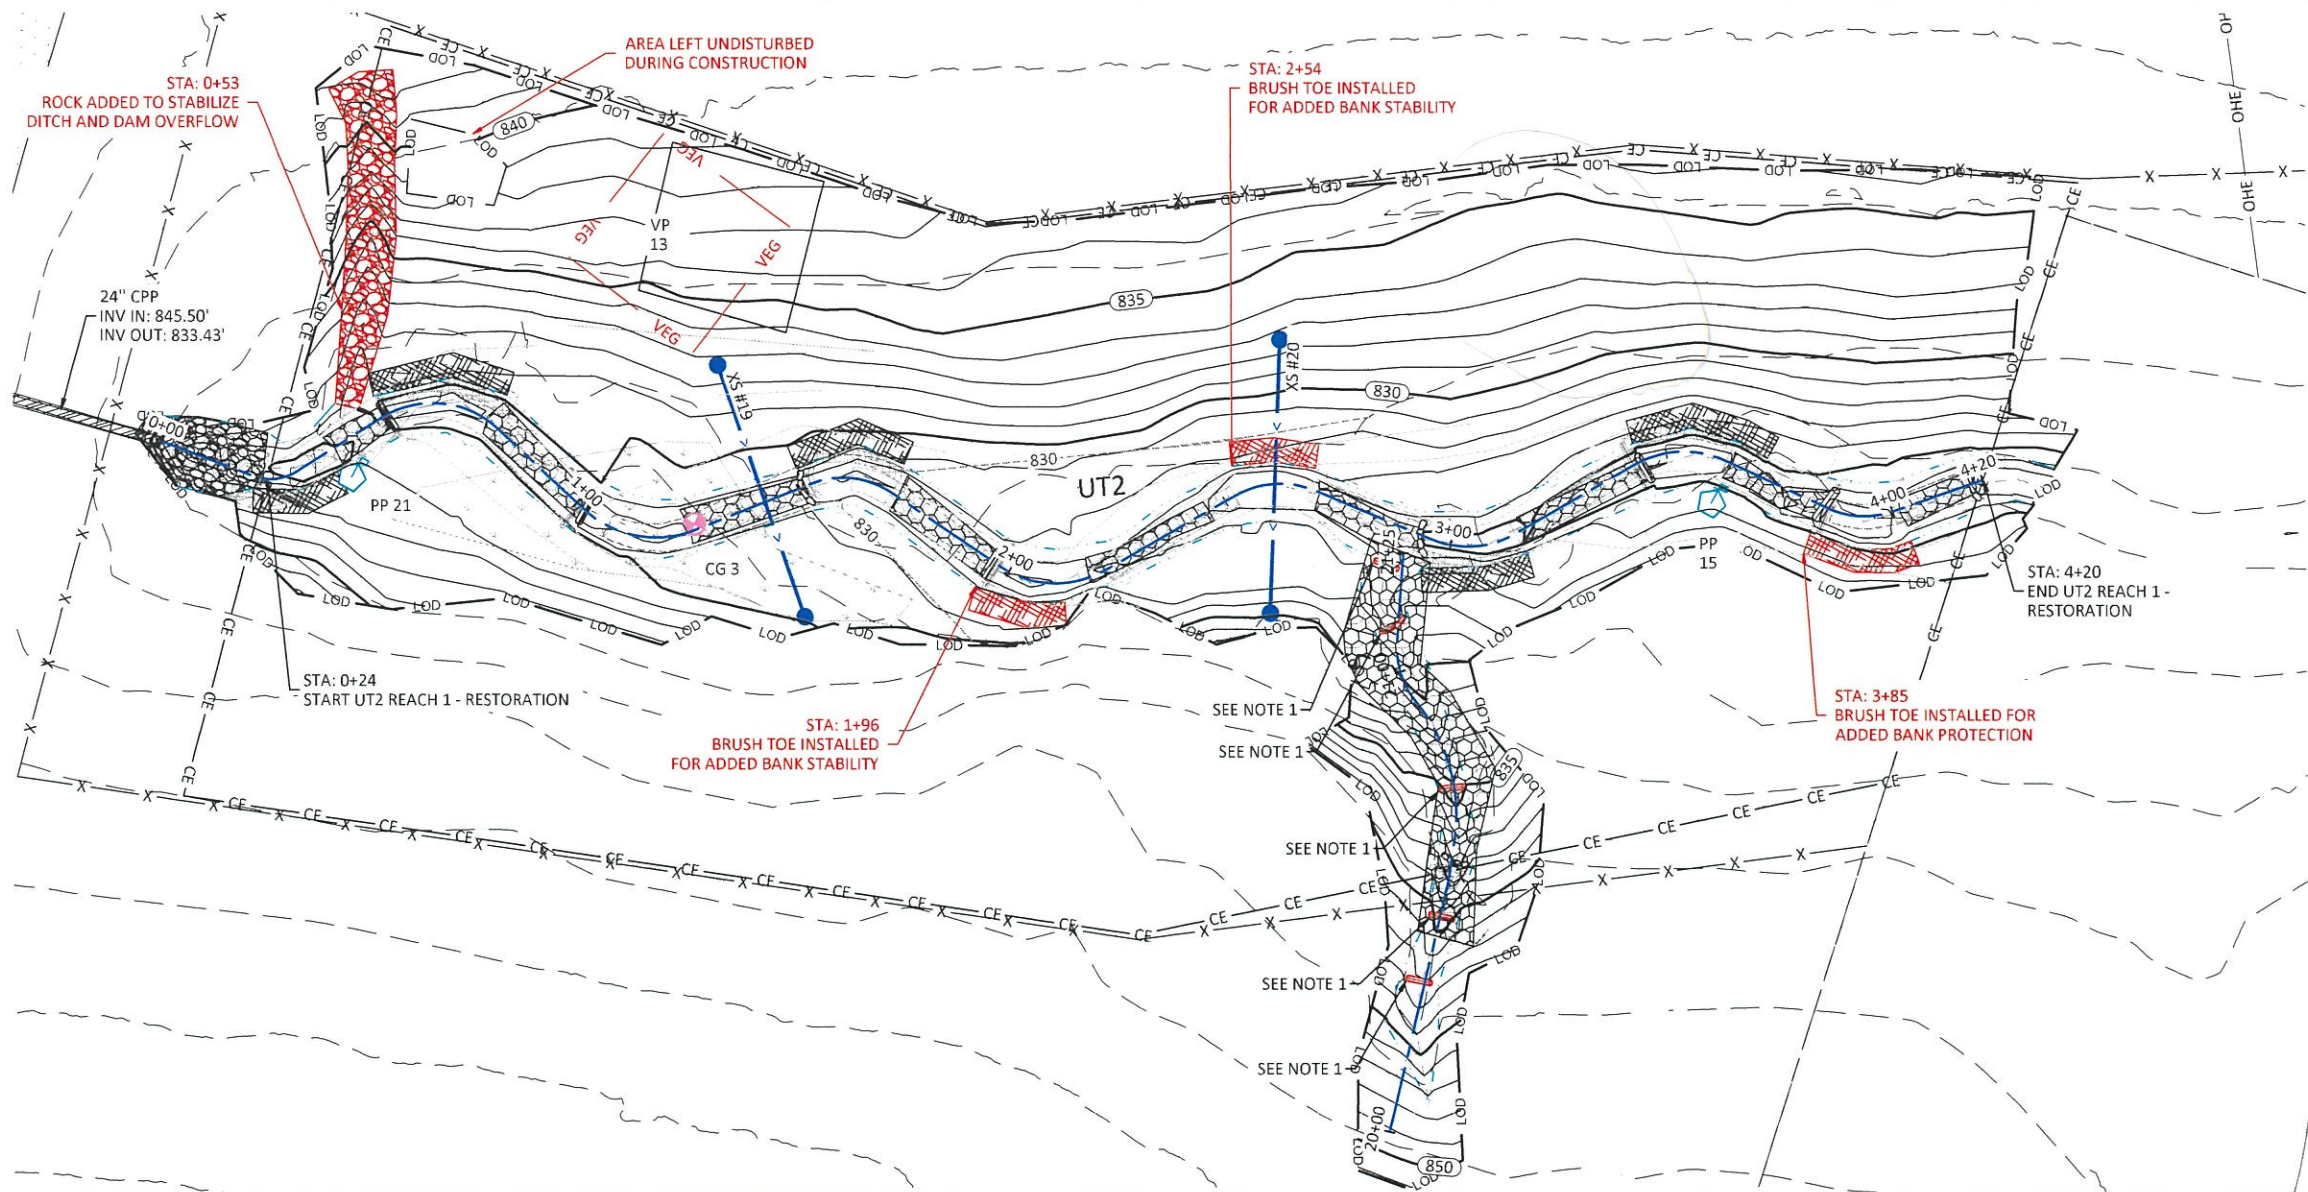 AREA LEFT UNDISTURBED
DURING CONSTRUCTION
STA: 0+53
ROCK ADDED TO STABILIZE
DITCH AND DAM OVERFLOW
STA: 2+54
BRUSH TOE INSTALLED
FOR ADDED BANK STABILITY
OHE
OHE
840
VP
13
VEG
VEG
VEG
VEG
24" CPP
INV IN: 845.50'
INV OUT: 833.43'
835
XS #19
XS #20
830
0+00
830
UT2
1+00
PP 21
830
CG 3
2+00
3+00
4+00
4+20
PP
15
STA: 4+20
END UT2 REACH 1 -
RESTORATION
STA: 0+24
START UT2 REACH 1 - RESTORATION
STA: 1+96
BRUSH TOE INSTALLED
FOR ADDED BANK STABILITY
STA: 3+85
BRUSH TOE INSTALLED FOR
ADDED BANK PROTECTION
SEE NOTE 1
SEE NOTE 1
835
SEE NOTE 1
SEE NOTE 1
SEE NOTE 1
20+00
850
LOD
CE
X